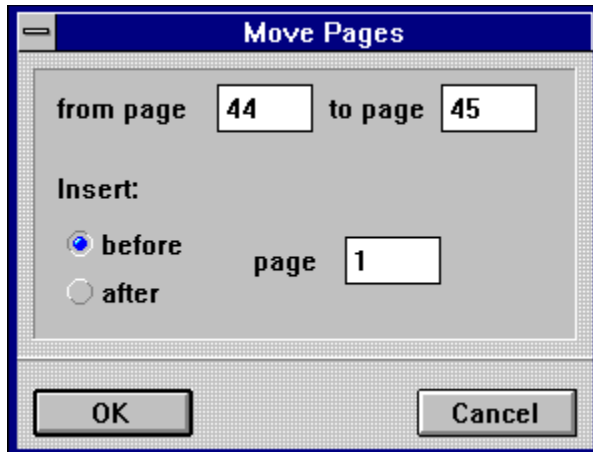 Move Pages
from page 44 to page 45
Insert:
before
page 1
after
OK Cancel